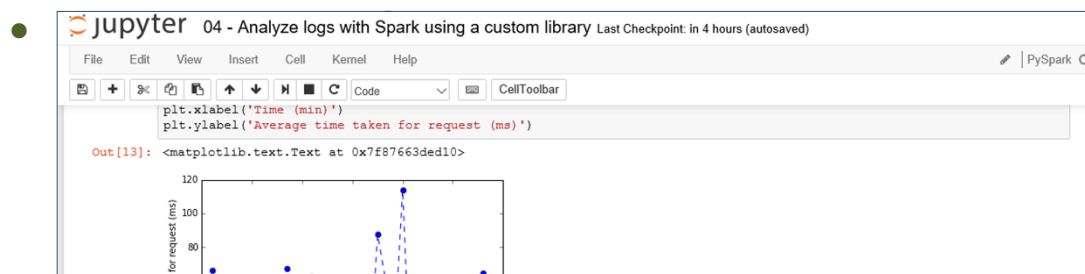 jupyter 04 - Analyze logs with Spark using a custom library Last Checkpoint: in 4 hours (autosaved)
File Edit View Insert Cell Kernel Help PySpark
Code CellToolbar
plt.xlabel('Time (min)')
plt.ylabel('Average time taken for request (ms)')
Out[13]: <matplotlib.text.Text at 0x7f87663ded10>
120
100
80
for request (ms)